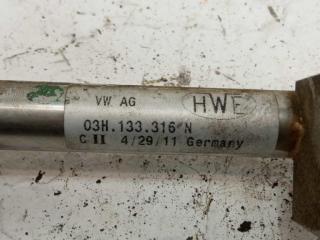 VW AG HWE
03H.133.316 N
C II 4/29/11 Germany